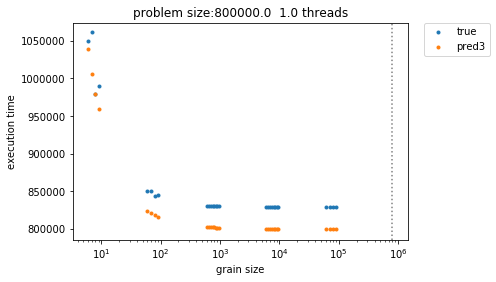 problem size:800000.0 1.0 threads
true
pred3
execution time
1050000
1000000
950000
900000
850000
800000
10^1
10^2
10^3
10^4
10^5
10^6
grain size